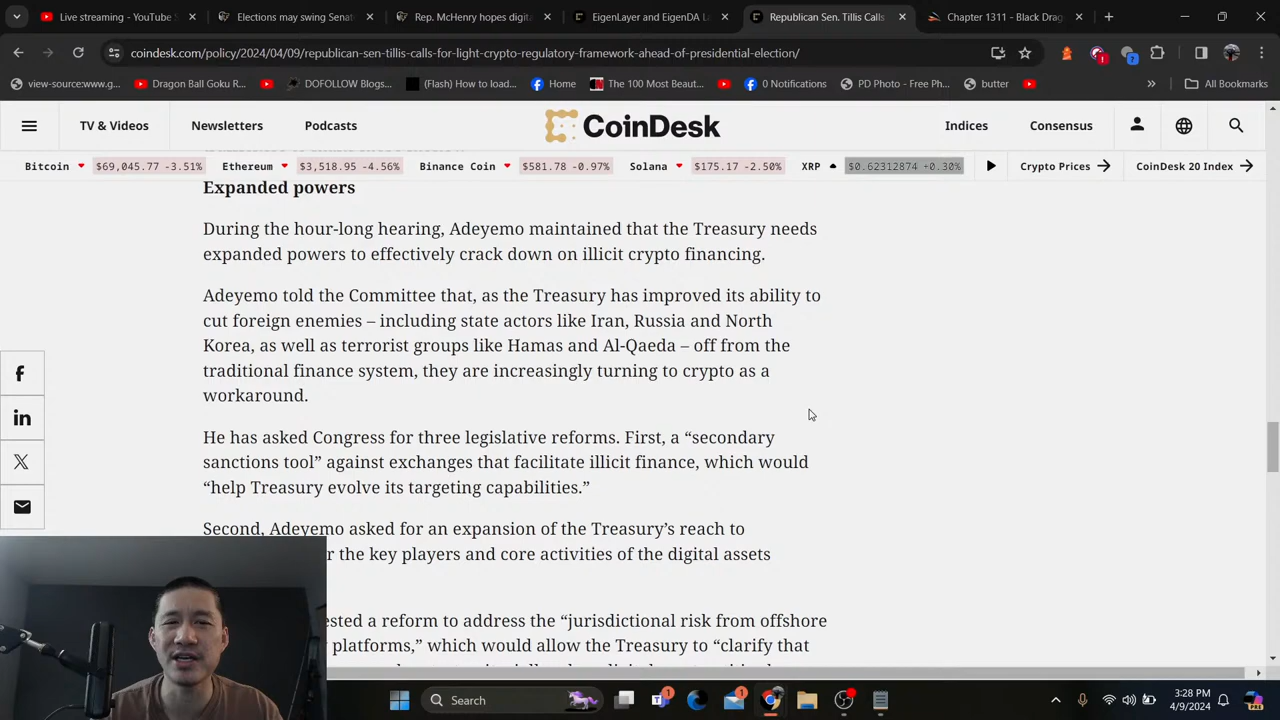 Live streaming - YouTube S
Elections may swing Senat
Rep. McHenry hopes digit
EigenLayer and EigenDA L
Republican Sen. Tillis Calls
Chapter 1311 - Black Drag
coindesk.com/policy/2024/04/09/republican-sen-tillis-calls-for-light-crypto-regulatory-framework-ahead-of-presidential-election/
view-source:www.g...
Dragon Ball Goku R...
DOFOLLOW Blogs...
(Flash) How to load...
Home
The 100 Most Beaut...
0 Notifications
PD Photo – Free Ph...
butter
All Bookmarks
TV & Videos
Newsletters
Podcasts
CoinDesk
Indices
Consensus
Bitcoin $69,045.77 -3.51%
Ethereum $3,518.95 -4.56%
Binance Coin $581.78 -0.97%
Solana $175.17 -2.50%
XRP $0.62312874 +0.30%
Crypto Prices
CoinDesk 20 Index
Expanded powers
During the hour-long hearing, Adeyemo maintained that the Treasury needs
expanded powers to effectively crack down on illicit crypto financing.
Adeyemo told the Committee that, as the Treasury has improved its ability to
cut foreign enemies – including state actors like Iran, Russia and North
Korea, as well as terrorist groups like Hamas and Al-Qaeda – off from the
traditional finance system, they are increasingly turning to crypto as a
workaround.
He has asked Congress for three legislative reforms. First, a “secondary
sanctions tool” against exchanges that facilitate illicit finance, which would
“help Treasury evolve its targeting capabilities.”
Second, Adeyemo asked for an expansion of the Treasury’s reach to
the key players and core activities of the digital assets
a reform to address the “jurisdictional risk from offshore
platforms,” which would allow the Treasury to “clarify that
Search
3:28 PM
4/9/2024